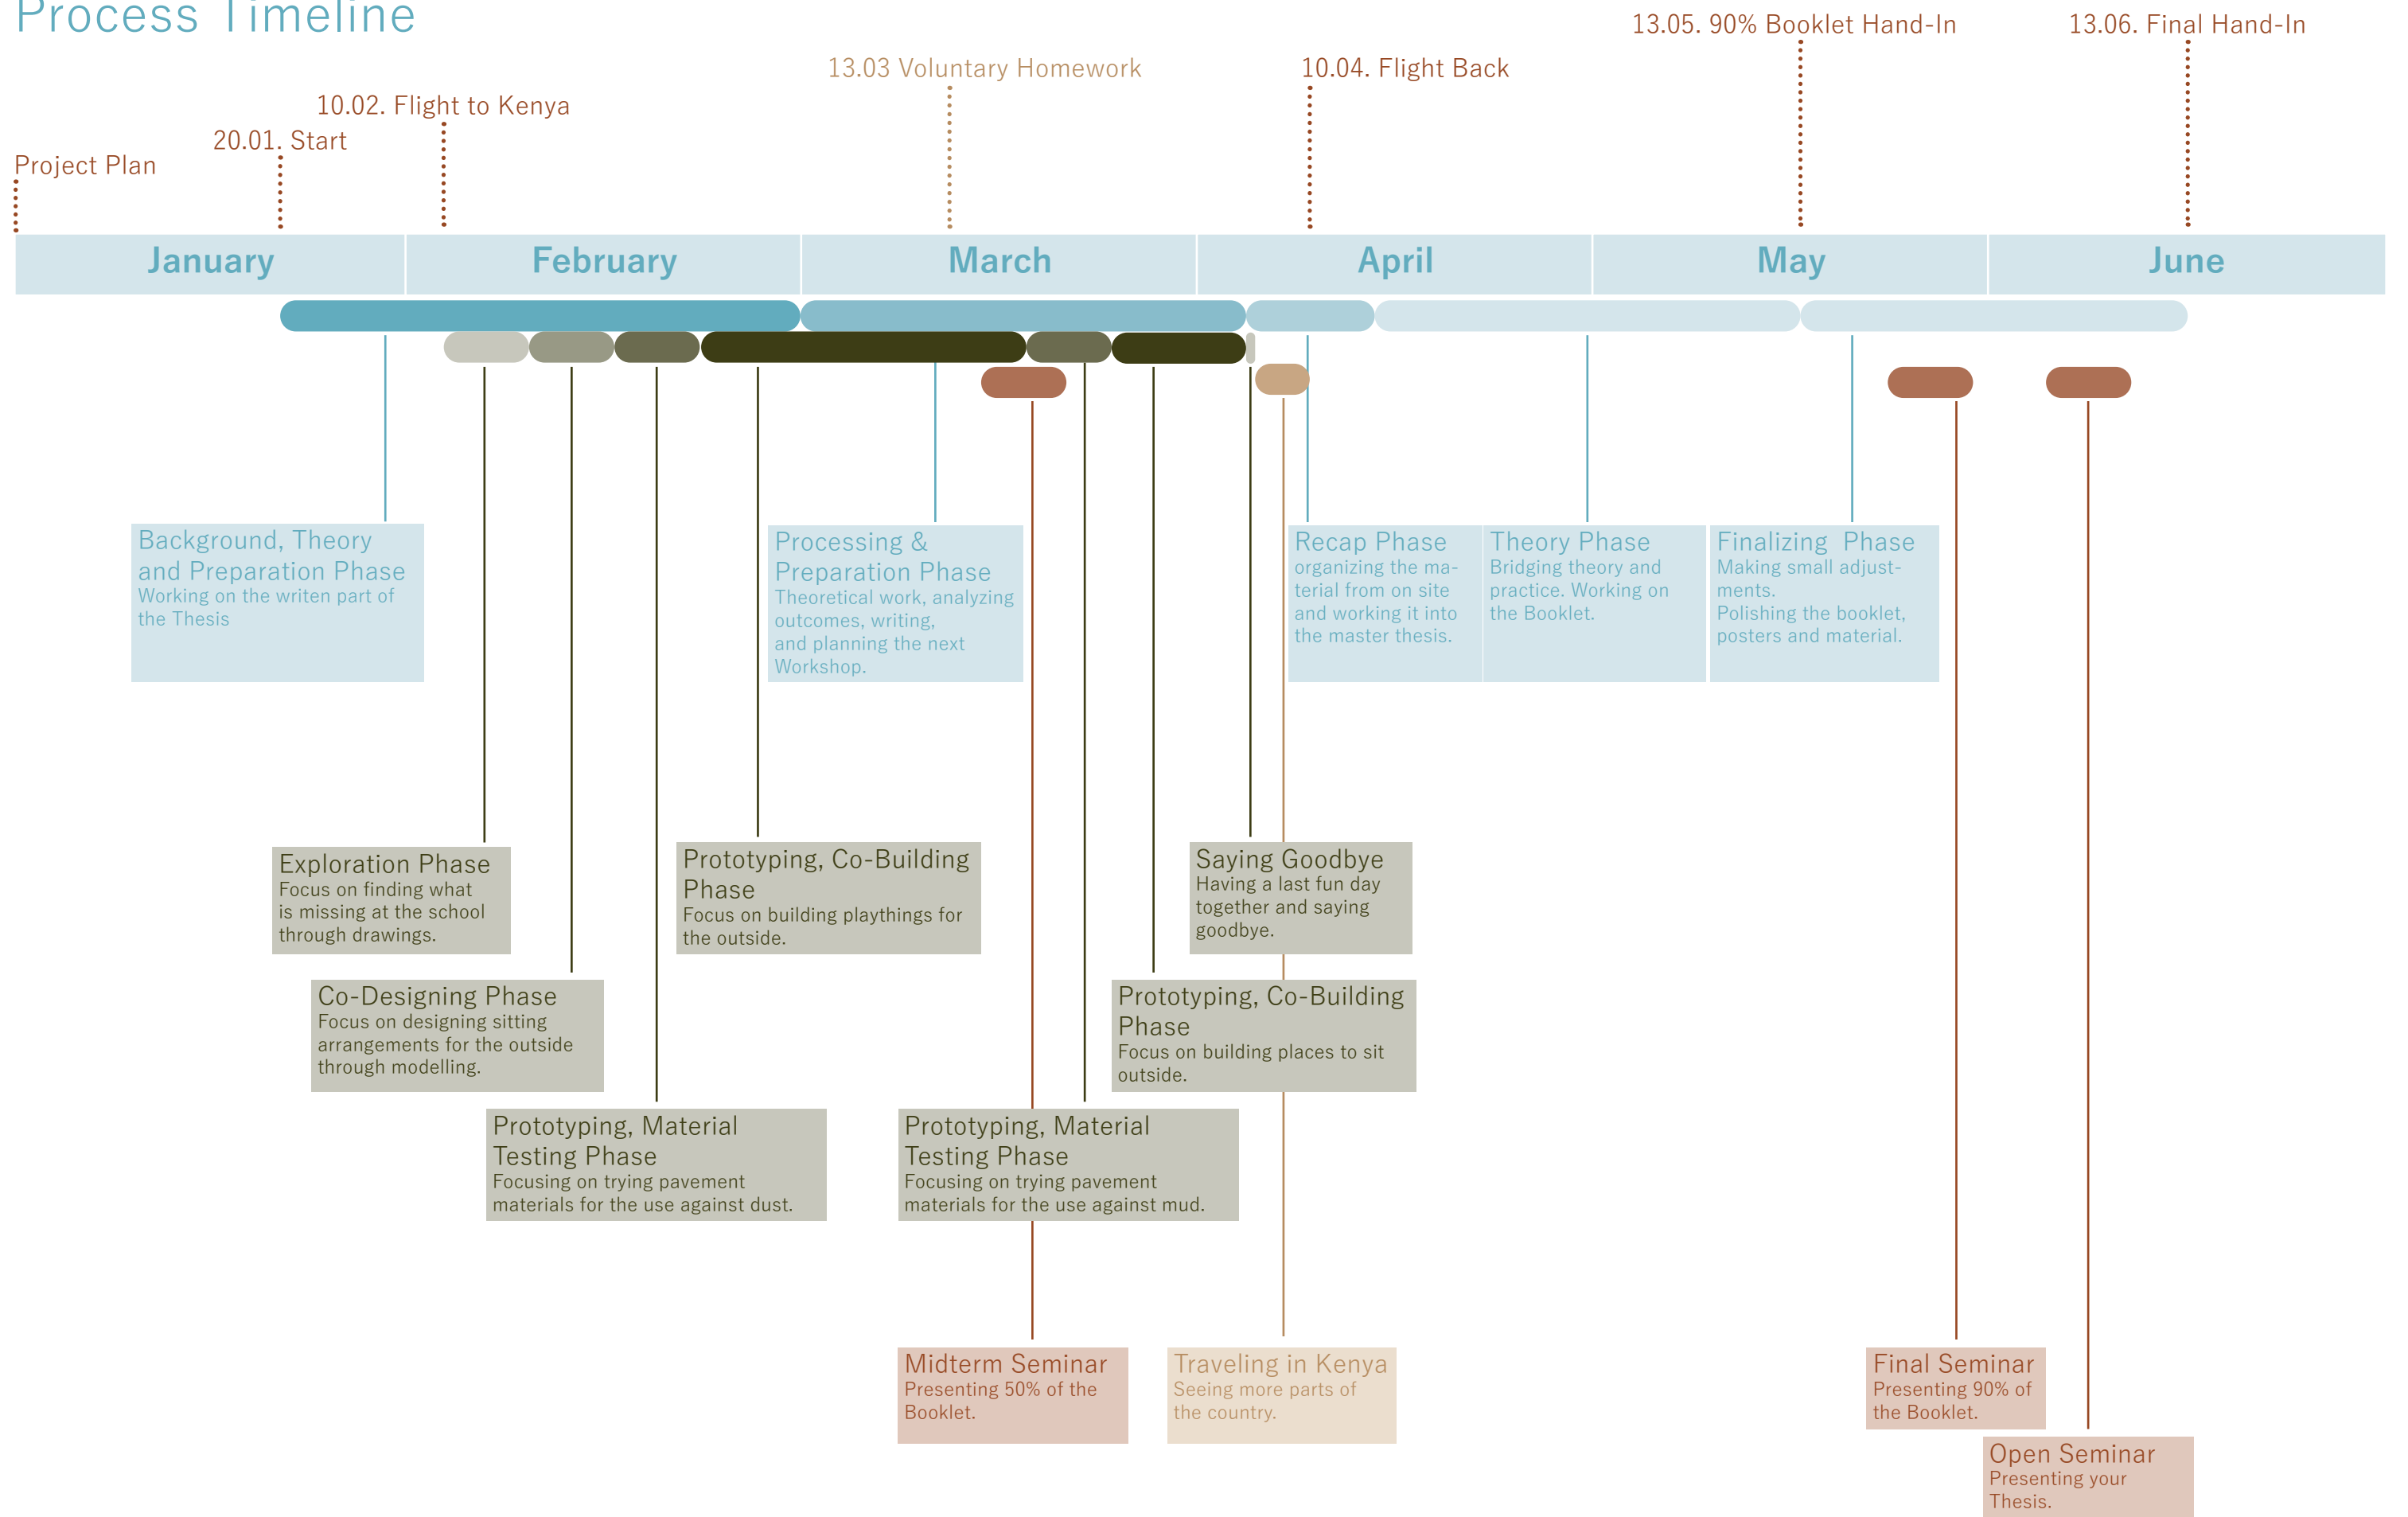 Process Timeline
13.05. 90% Booklet Hand-In
13.06. Final Hand-In
13.03 Voluntary Homework
10.04. Flight Back
10.02. Flight to Kenya
20.01. Start
Project Plan
January
February
March
April
May
June
Background, Theory
and Preparation Phase
Working on the writen part of
the Thesis
Processing &
Preparation Phase
Theoretical work, analyzing
outcomes, writing,
and planning the next
Workshop.
Recap Phase
organizing the ma-
terial from on site
and working it into
the master thesis.
Theory Phase
Bridging theory and
practice. Working on
the Booklet.
Finalizing  Phase
Making small adjust-
ments.
Polishing the booklet,
posters and material.
Exploration Phase
Focus on finding what
is missing at the school
through drawings.
Prototyping, Co-Building
Phase
Focus on building playthings for
the outside.
Saying Goodbye
Having a last fun day
together and saying
goodbye.
Co-Designing Phase
Focus on designing sitting
arrangements for the outside
through modelling.
Prototyping, Co-Building
Phase
Focus on building places to sit
outside.
Prototyping, Material
Testing Phase
Focusing on trying pavement
materials for the use against dust.
Prototyping, Material
Testing Phase
Focusing on trying pavement
materials for the use against mud.
Midterm Seminar
Presenting 50% of the
Booklet.
Traveling in Kenya
Seeing more parts of
the country.
Final Seminar
Presenting 90% of
the Booklet.
Open Seminar
Presenting your
Thesis.